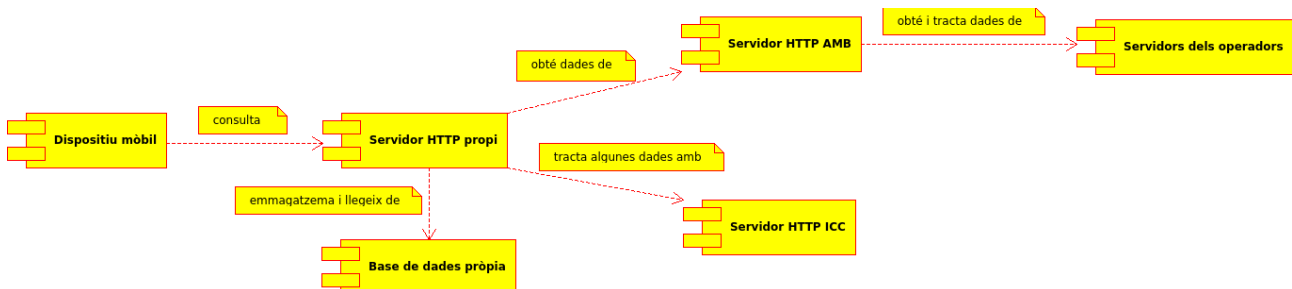 obté i tracta dades de
Servidor HTTP AMB
Servidors dels operadors
obté dades de
consulta
Dispositiu mòbil
Servidor HTTP propi
tracta algunes dades amb
emmagatzema i llegeix de
Servidor HTTP ICC
Base de dades pròpia